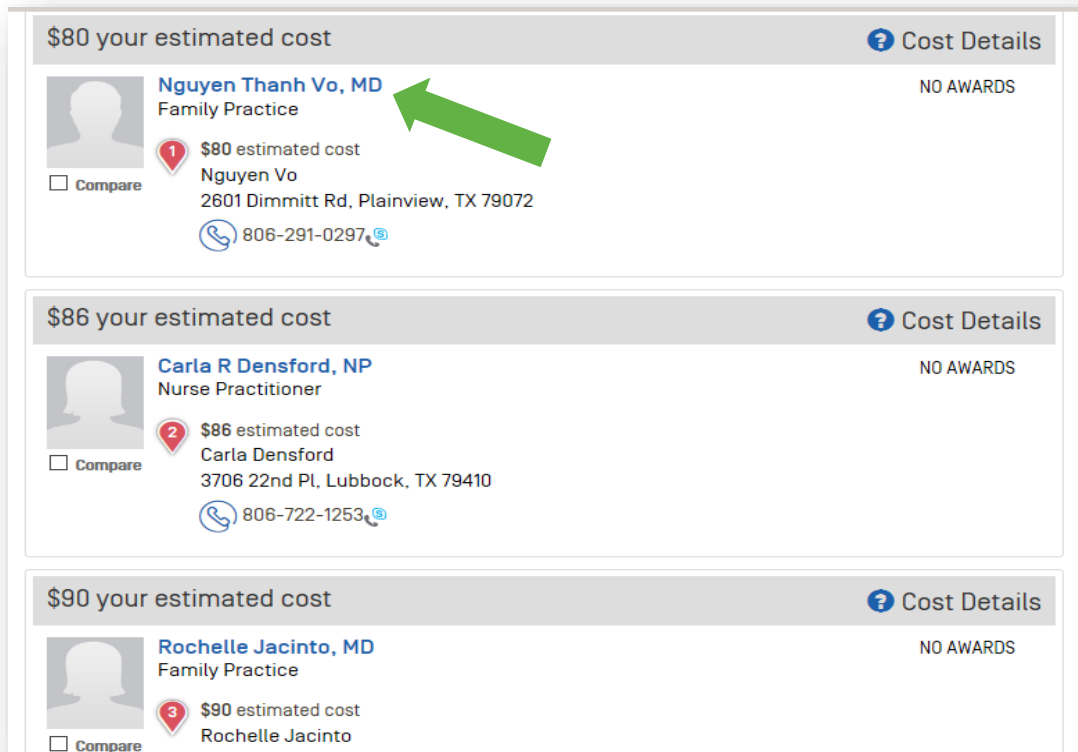 $80 your estimated cost
Cost Details
Nguyen Thanh Vo, MD
NO AWARDS
Family Practice
1
$80 estimated cost
Nguyen Vo
Compare
2601 Dimmitt Rd, Plainview, TX 79072
806-291-0297
$86 your estimated cost
Cost Details
Carla R Densford, NP
NO AWARDS
Nurse Practitioner
2
$86 estimated cost
Carla Densford
Compare
3706 22nd Pl, Lubbock, TX 79410
806-722-1253
$90 your estimated cost
Cost Details
Rochelle Jacinto, MD
NO AWARDS
Family Practice
3
$90 estimated cost
Rochelle Jacinto
Compare